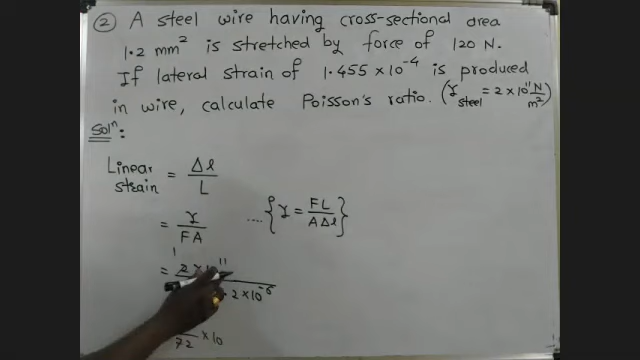 ② A steel wire having cross-sectional area
1.2 mm² is stretched by force of 120 N.
If lateral strain of 1.455 × 10⁻⁴ is produced
in wire, calculate Poisson's ratio. (Y steel = 2 × 10¹¹ N/m²)
Solⁿ:
Linear strain = Δl / L
= Y / FA .... { Y = FL / AΔl }
= 2 × 10¹¹ / 2 × 10⁻⁶
72 × 10